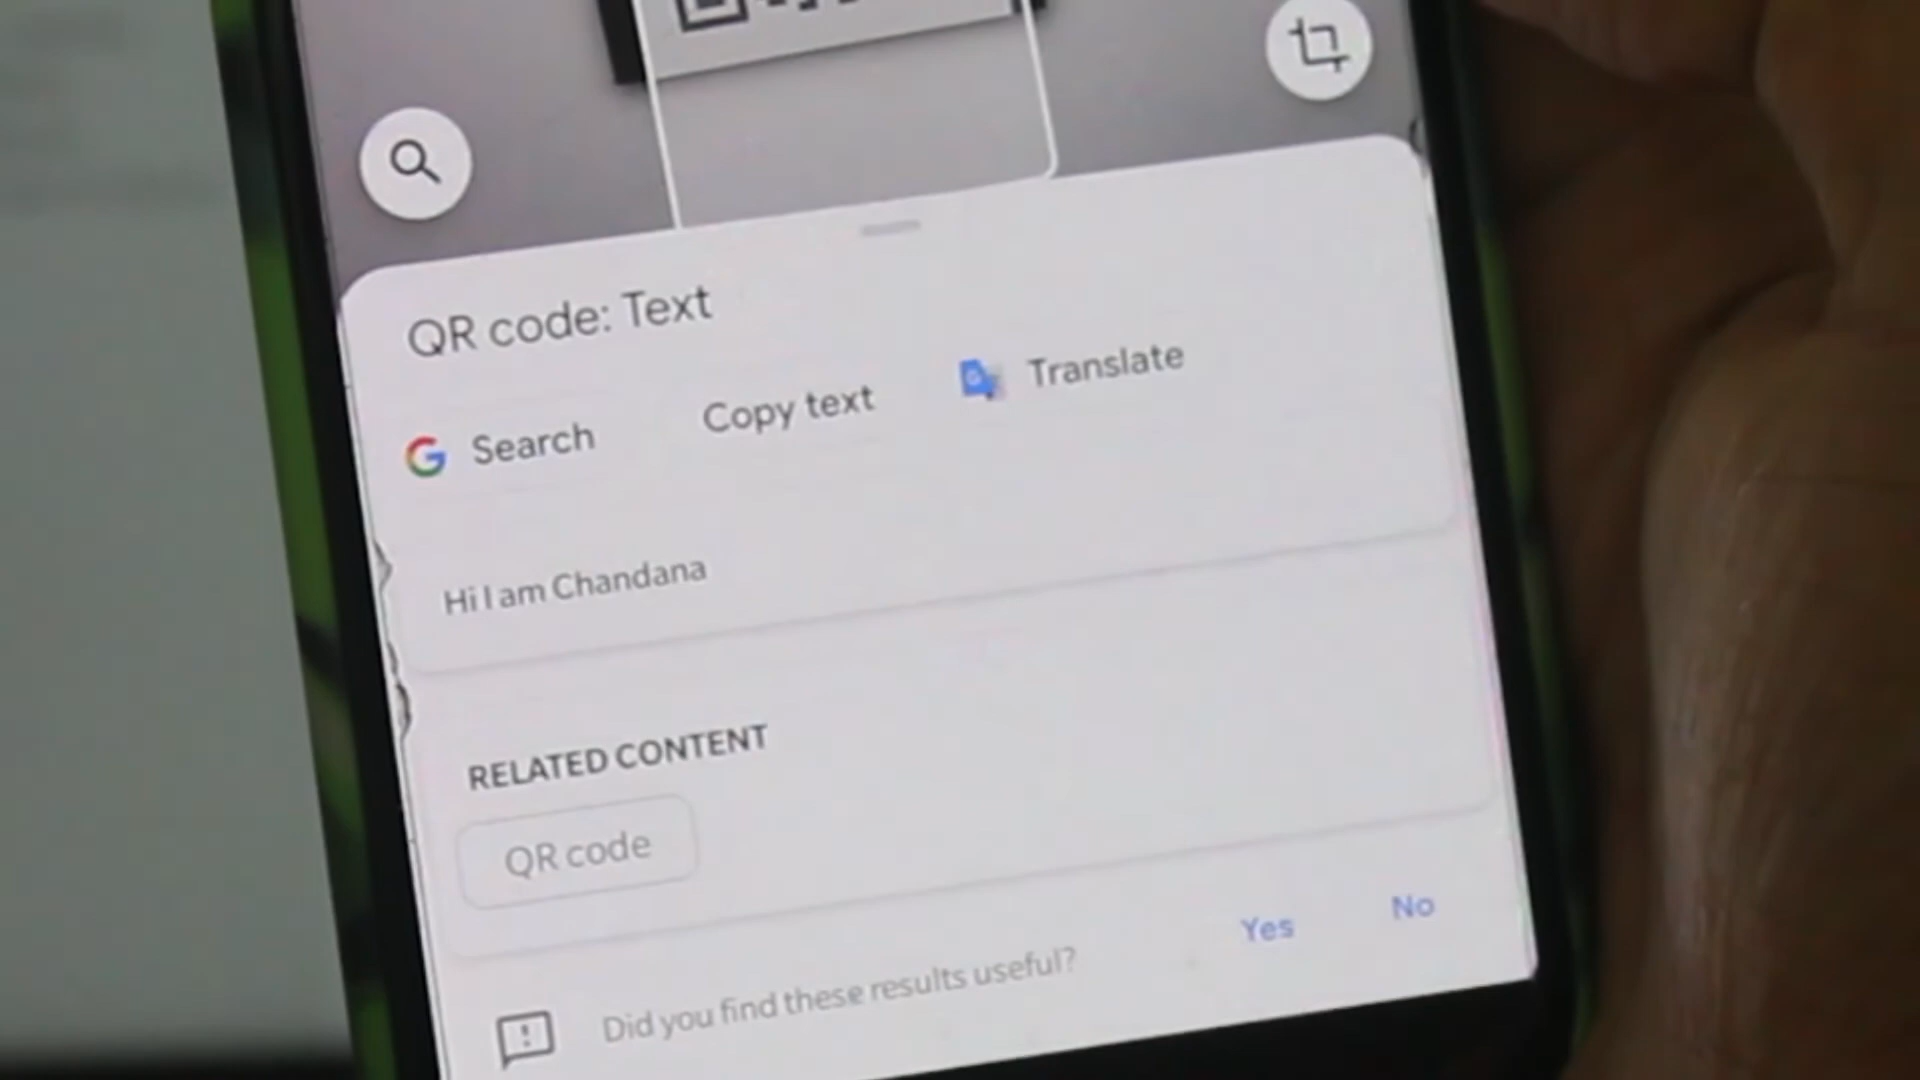 QR code: Text
Search Copy text Translate
Hi I am Chandana
RELATED CONTENT
QR code
Did you find these results useful? Yes No